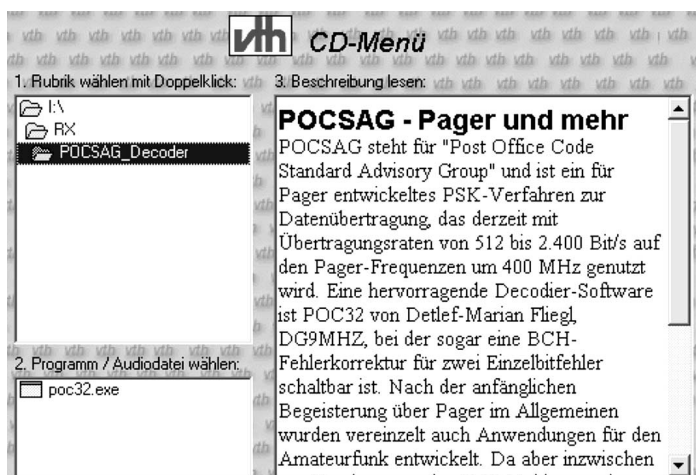 vth CD-Menü
1. Rubrik wählen mit Doppelklick:
I:\
RX
POCSAG_Decoder
2. Programm / Audiodatei wählen:
poc32.exe
3. Beschreibung lesen:
POCSAG - Pager und mehr
POCSAG steht für "Post Office Code
Standard Advisory Group" und ist ein für
Pager entwickeltes PSK-Verfahren zur
Datenübertragung, das derzeit mit
Übertragungsraten von 512 bis 2.400 Bit/s auf
den Pager-Frequenzen um 400 MHz genutzt
wird. Eine hervorragende Decodier-Software
ist POC32 von Detlef-Marian Fliegl,
DG9MHZ, bei der sogar eine BCH-
Fehlerkorrektur für zwei Einzelbitfehler
schaltbar ist. Nach der anfänglichen
Begeisterung über Pager im Allgemeinen
wurden vereinzelt auch Anwendungen für den
Amateurfunk entwickelt. Da aber inzwischen